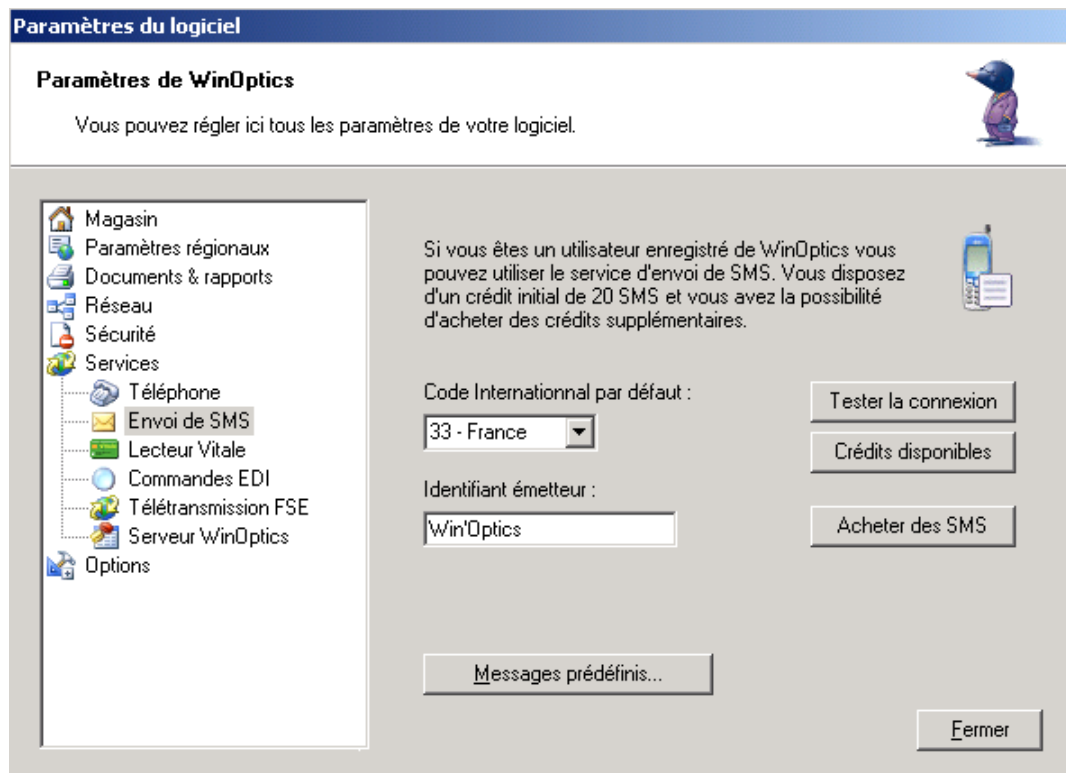 Paramètres du logiciel
Paramètres de WinOptics
Vous pouvez régler ici tous les paramètres de votre logiciel.
Magasin
Paramètres régionaux
Documents & rapports
Réseau
Sécurité
Services
Téléphone
Envoi de SMS
Lecteur Vitale
Commandes EDI
Télétransmission FSE
Serveur WinOptics
Options
Si vous êtes un utilisateur enregistré de WinOptics vous
pouvez utiliser le service d'envoi de SMS. Vous disposez
d'un crédit initial de 20 SMS et vous avez la possibilité
d'acheter des crédits supplémentaires.
Code Internationnal par défaut :
33 - France
Identifiant émetteur :
Win'Optics
Tester la connexion
Crédits disponibles
Acheter des SMS
Messages prédéfinis...
Fermer